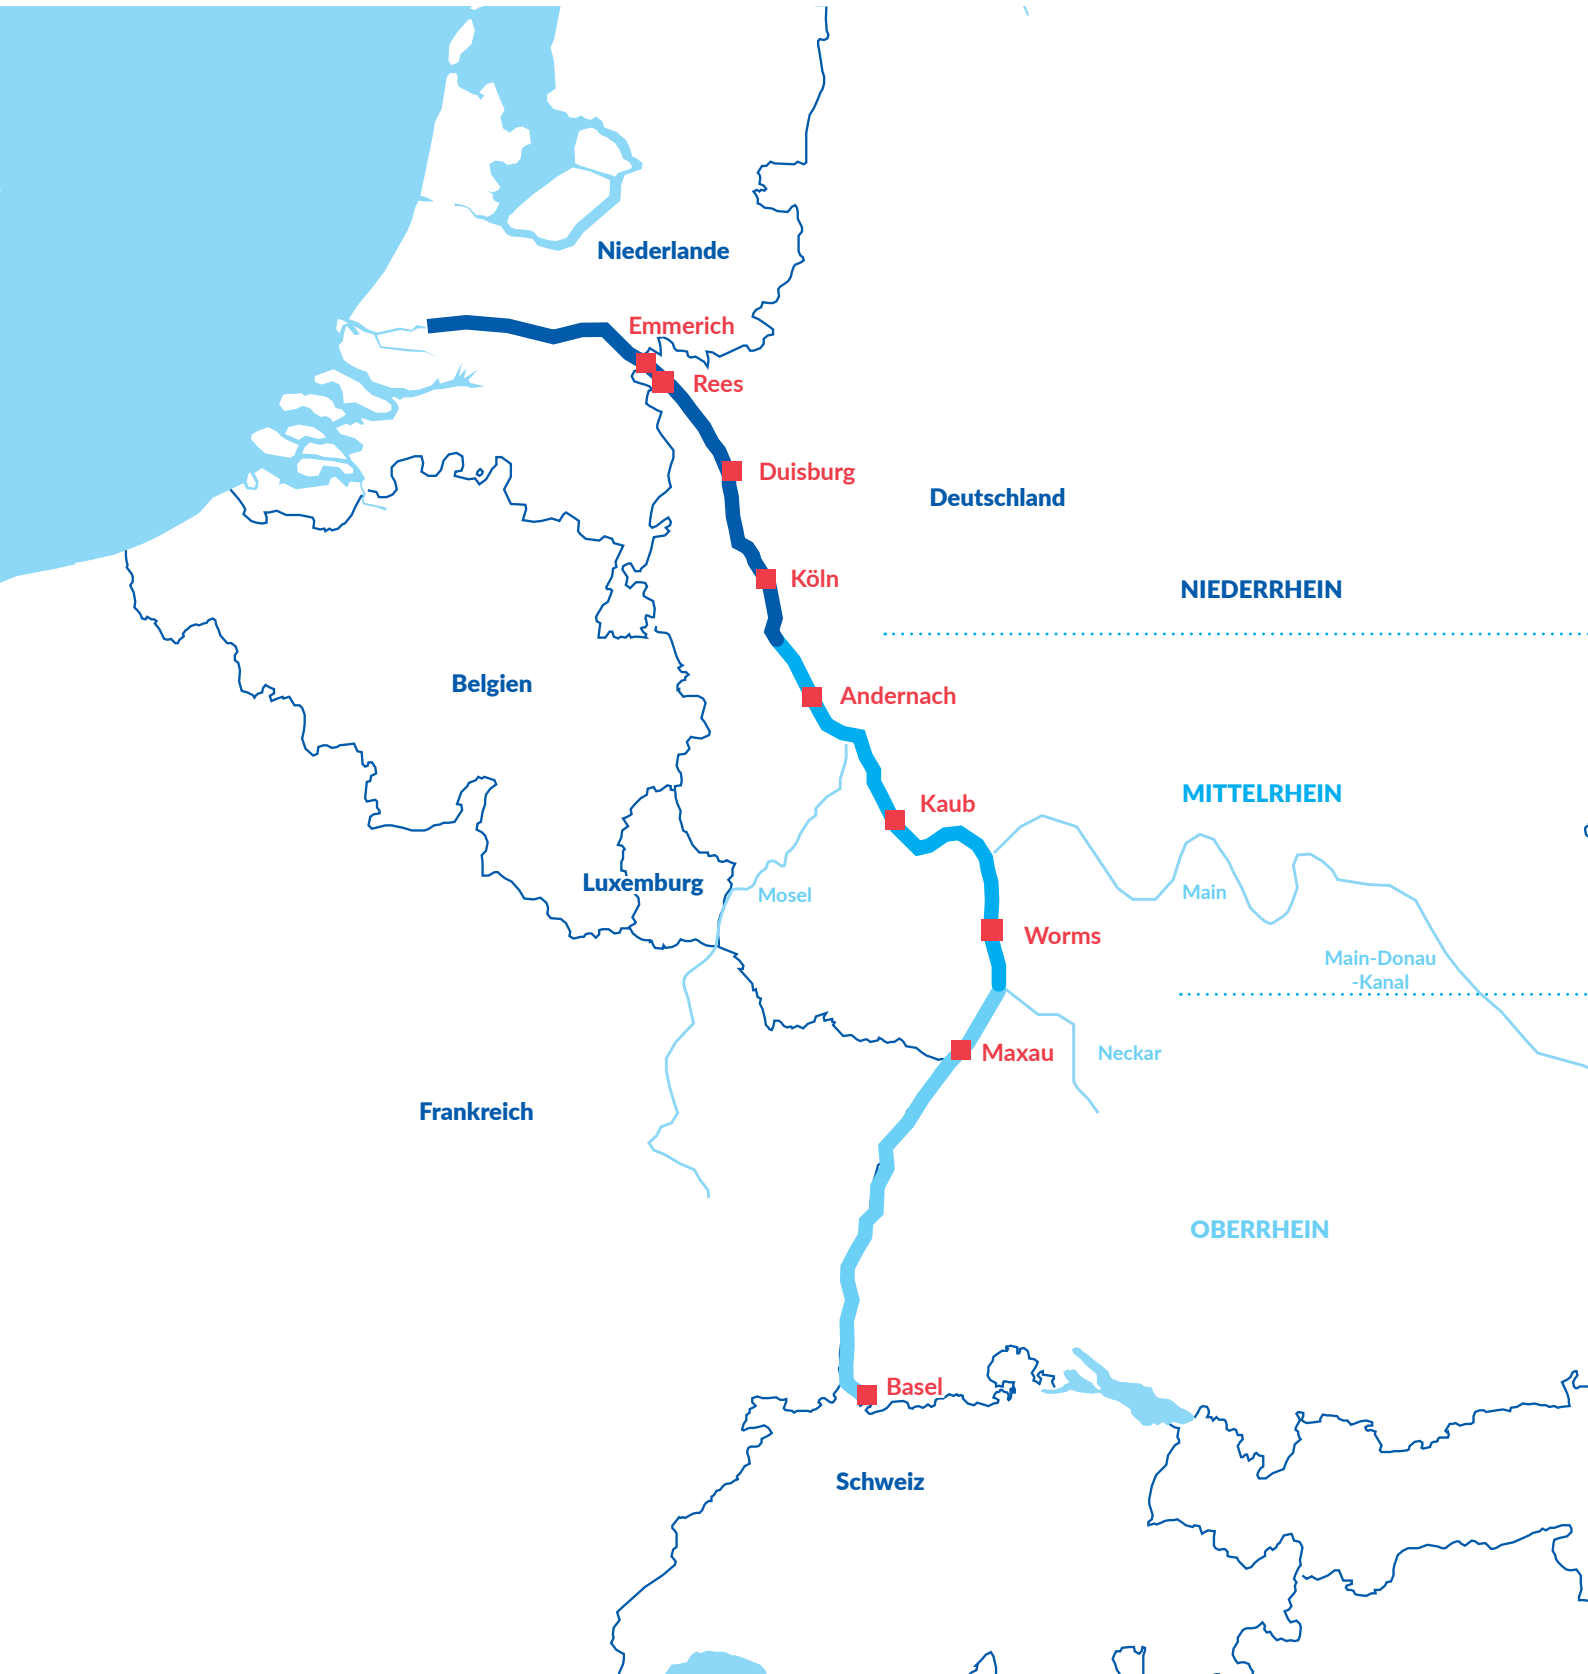 Niederlande
Emmerich
Rees
Duisburg
Deutschland
Köln
NIEDERRHEIN
Belgien
Andernach
MITTELRHEIN
Kaub
Luxemburg
Mosel
Main
Worms
Main-Donau
-Kanal
Maxau
Neckar
Frankreich
OBERRHEIN
Basel
Schweiz